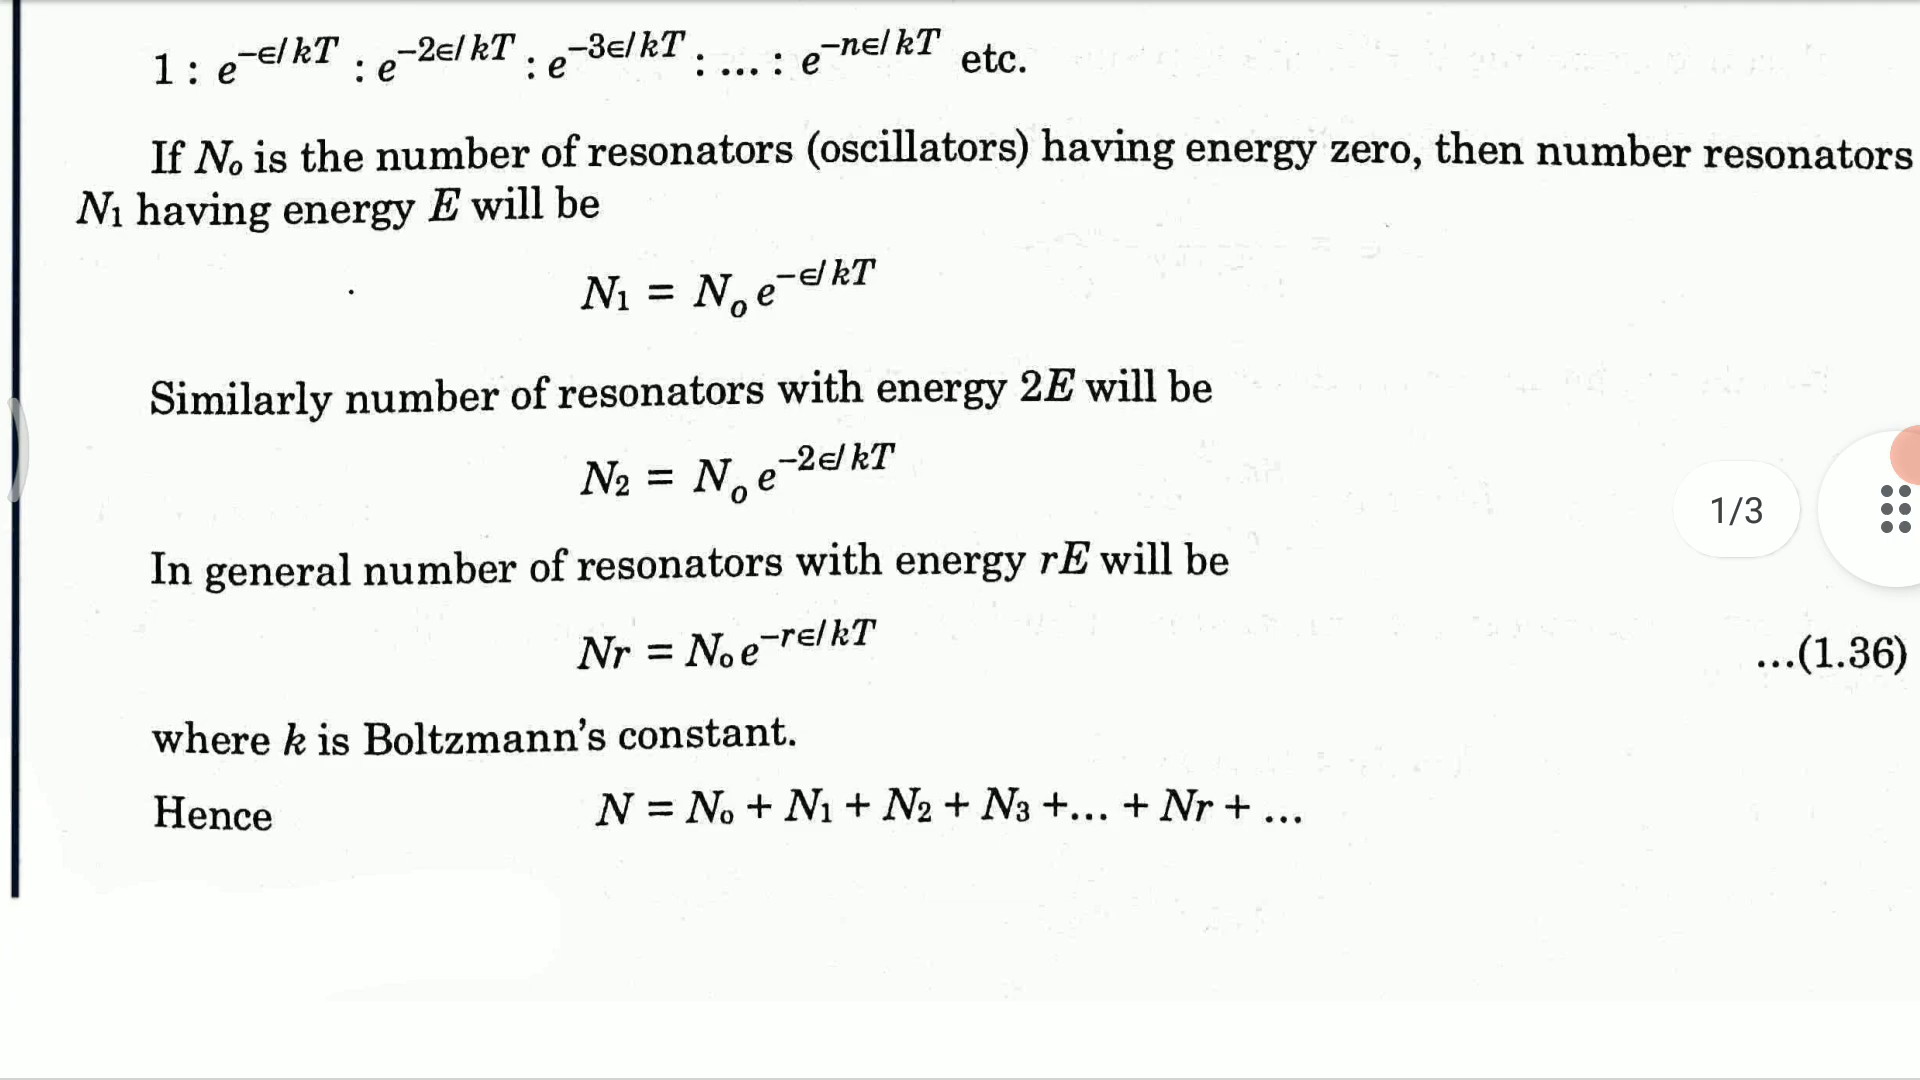 1 : e^{-∈/kT} : e^{-2∈/kT} : e^{-3∈/kT} : ... : e^{-n∈/kT} etc.
If N₀ is the number of resonators (oscillators) having energy zero, then number resonators
N₁ having energy E will be
N₁ = N₀ e^{-∈/kT}
Similarly number of resonators with energy 2E will be
N₂ = N₀ e^{-2∈/kT}
1/3
In general number of resonators with energy rE will be
Nr = N₀ e^{-r∈/kT} ...(1.36)
where k is Boltzmann's constant.
Hence N = N₀ + N₁ + N₂ + N₃ +... + Nr + ...